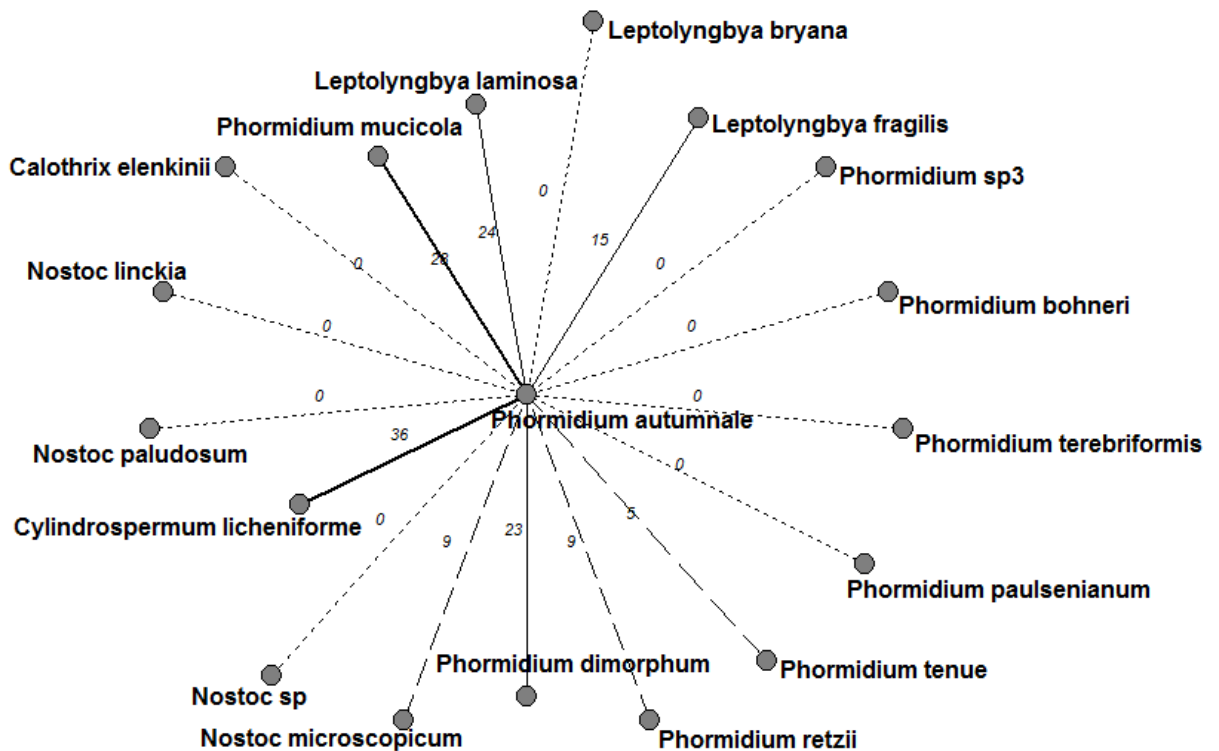 Leptolyngbya bryana
Leptolyngbya laminosa
Phormidium mucicola
Leptolyngbya fragilis
Calothrix elenkinii
Phormidium sp3
0
24
15
28
0
0
Nostoc linckia
Phormidium bohneri
0
0
0
0
Phormidium autumnale
36
Nostoc paludosum
Phormidium terebriformis
0
Cylindrospermum licheniforme
0
9
23
9
5
Phormidium paulsenianum
Phormidium dimorphum
Phormidium tenue
Nostoc sp
Nostoc microscopicum
Phormidium retzii